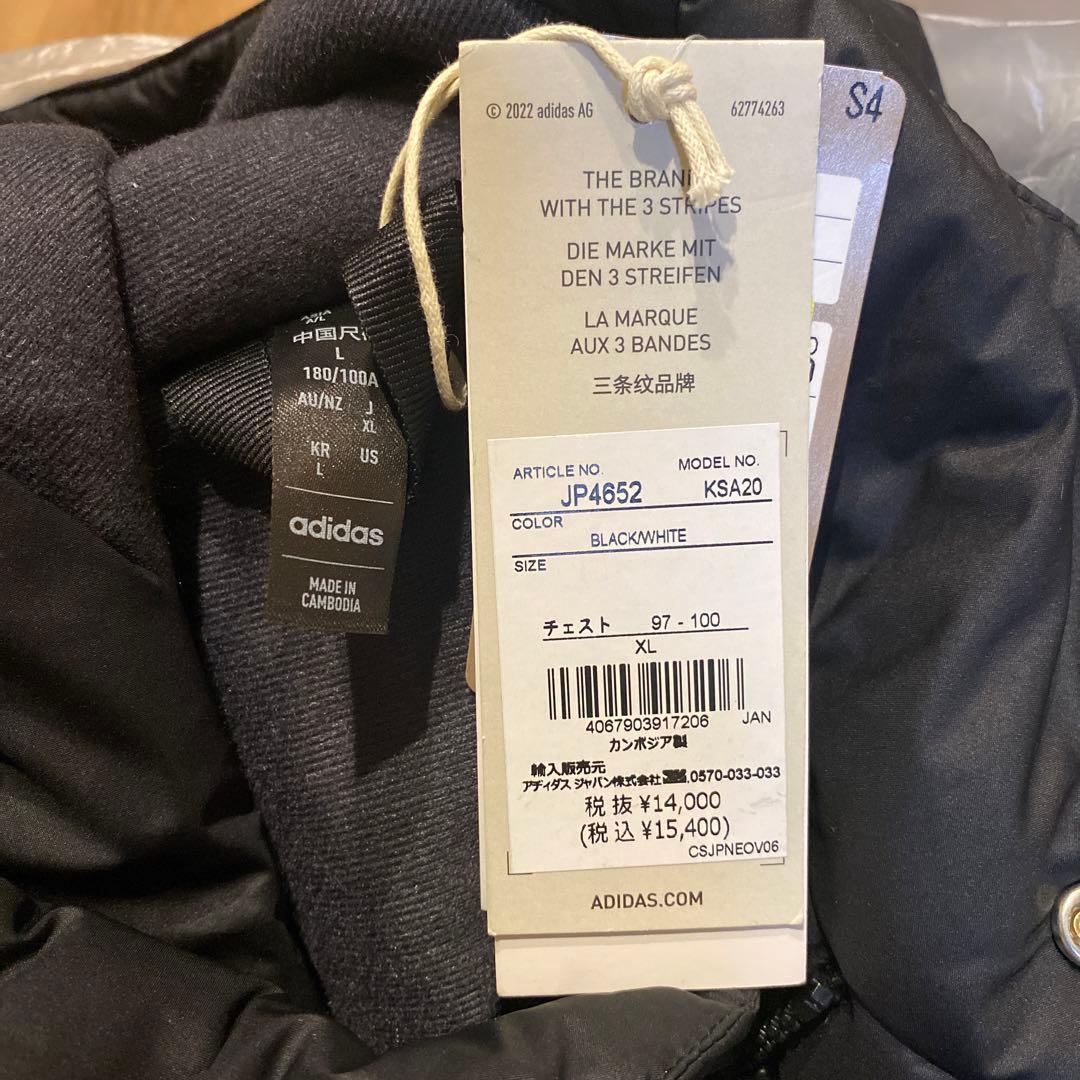 © 2022 adidas AG 62774263
THE BRAND
WITH THE 3 STRIPES
DIE MARKE MIT
DEN 3 STREIFEN
LA MARQUE
AUX 3 BANDES
三条纹品牌
ARTICLE NO. MODEL NO.
JP4652 KSA20
COLOR
BLACK/WHITE
SIZE
チェスト 97 - 100
XL
4067903917206 JAN
カンボジア製
輸入販売元
アディダス ジャパン株式会社 0570-033-033
税抜 ¥14,000
(税込 ¥15,400)
CSJPNEOV06
ADIDAS.COM
S4
A/L
中国尺
L
180/100A
AU/NZ J
XL
KR US
L
adidas
MADE IN
CAMBODIA